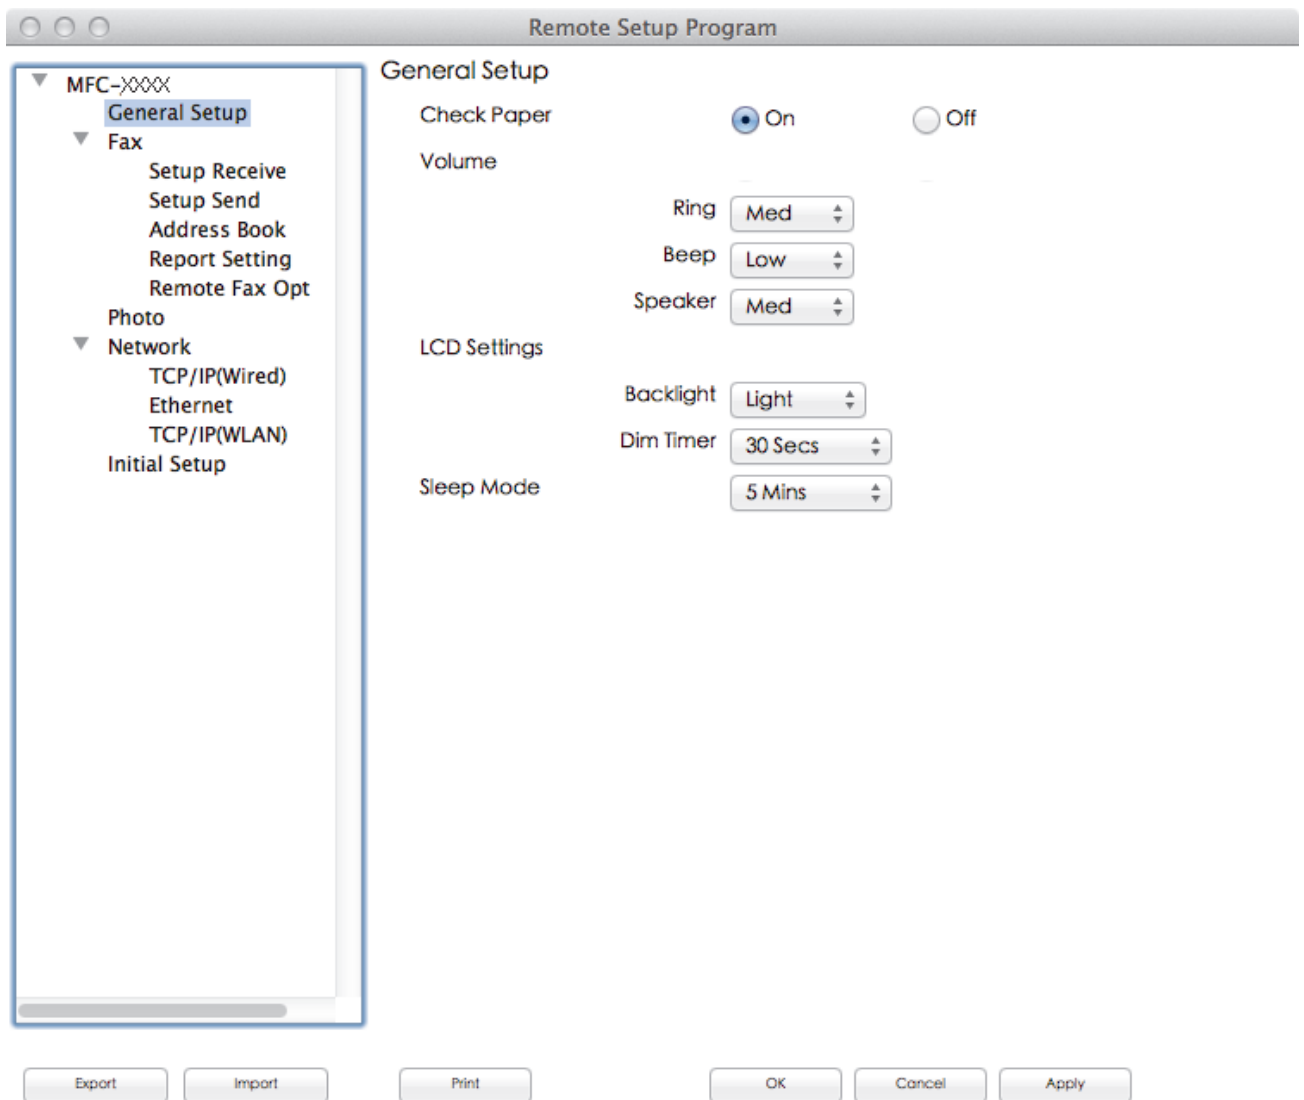 Remote Setup Program
MFC-XXXX
General Setup
Fax
Setup Receive
Setup Send
Address Book
Report Setting
Remote Fax Opt
Photo
Network
TCP/IP(Wired)
Ethernet
TCP/IP(WLAN)
Initial Setup
General Setup
Check Paper On Off
Volume
Ring Med
Beep Low
Speaker Med
LCD Settings
Backlight Light
Dim Timer 30 Secs
Sleep Mode 5 Mins
Export Import Print OK Cancel Apply